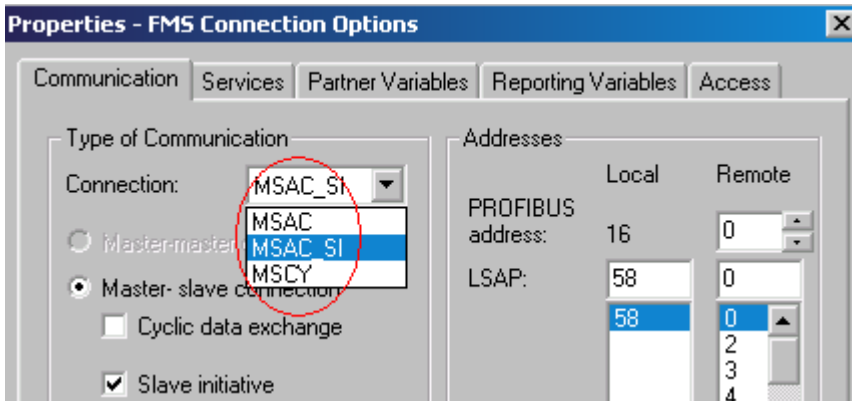 Properties - FMS Connection Options
Communication Services Partner Variables Reporting Variables Access
Type of Communication
Connection: MSAC_SI
MSAC
MSAC_SI
MSCY
Master-master
Master- slave connection
Cyclic data exchange
Slave initiative
Addresses
Local Remote
PROFIBUS
address: 16 0
LSAP: 58 0
58 0
2
3
4